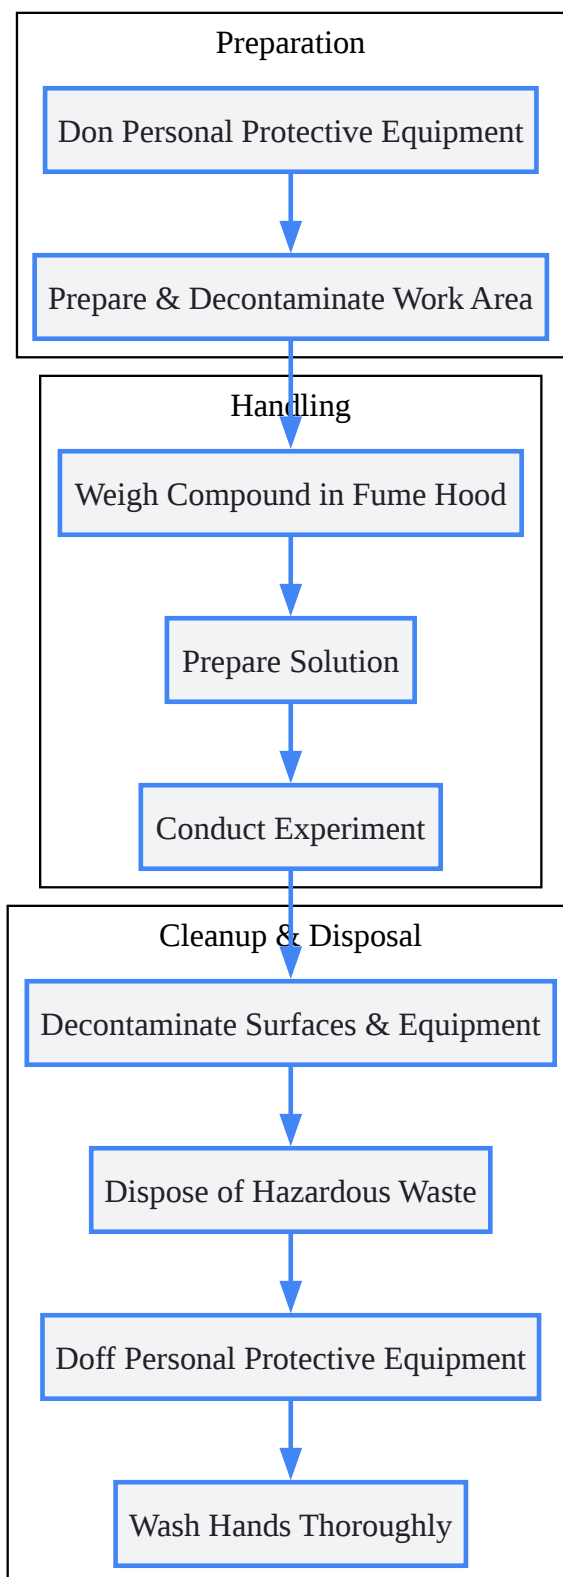 Preparation
Don Personal Protective Equipment
Prepare & Decontaminate Work Area
Handling
Weigh Compound in Fume Hood
Prepare Solution
Conduct Experiment
Cleanup & Disposal
Decontaminate Surfaces & Equipment
Dispose of Hazardous Waste
Doff Personal Protective Equipment
Wash Hands Thoroughly